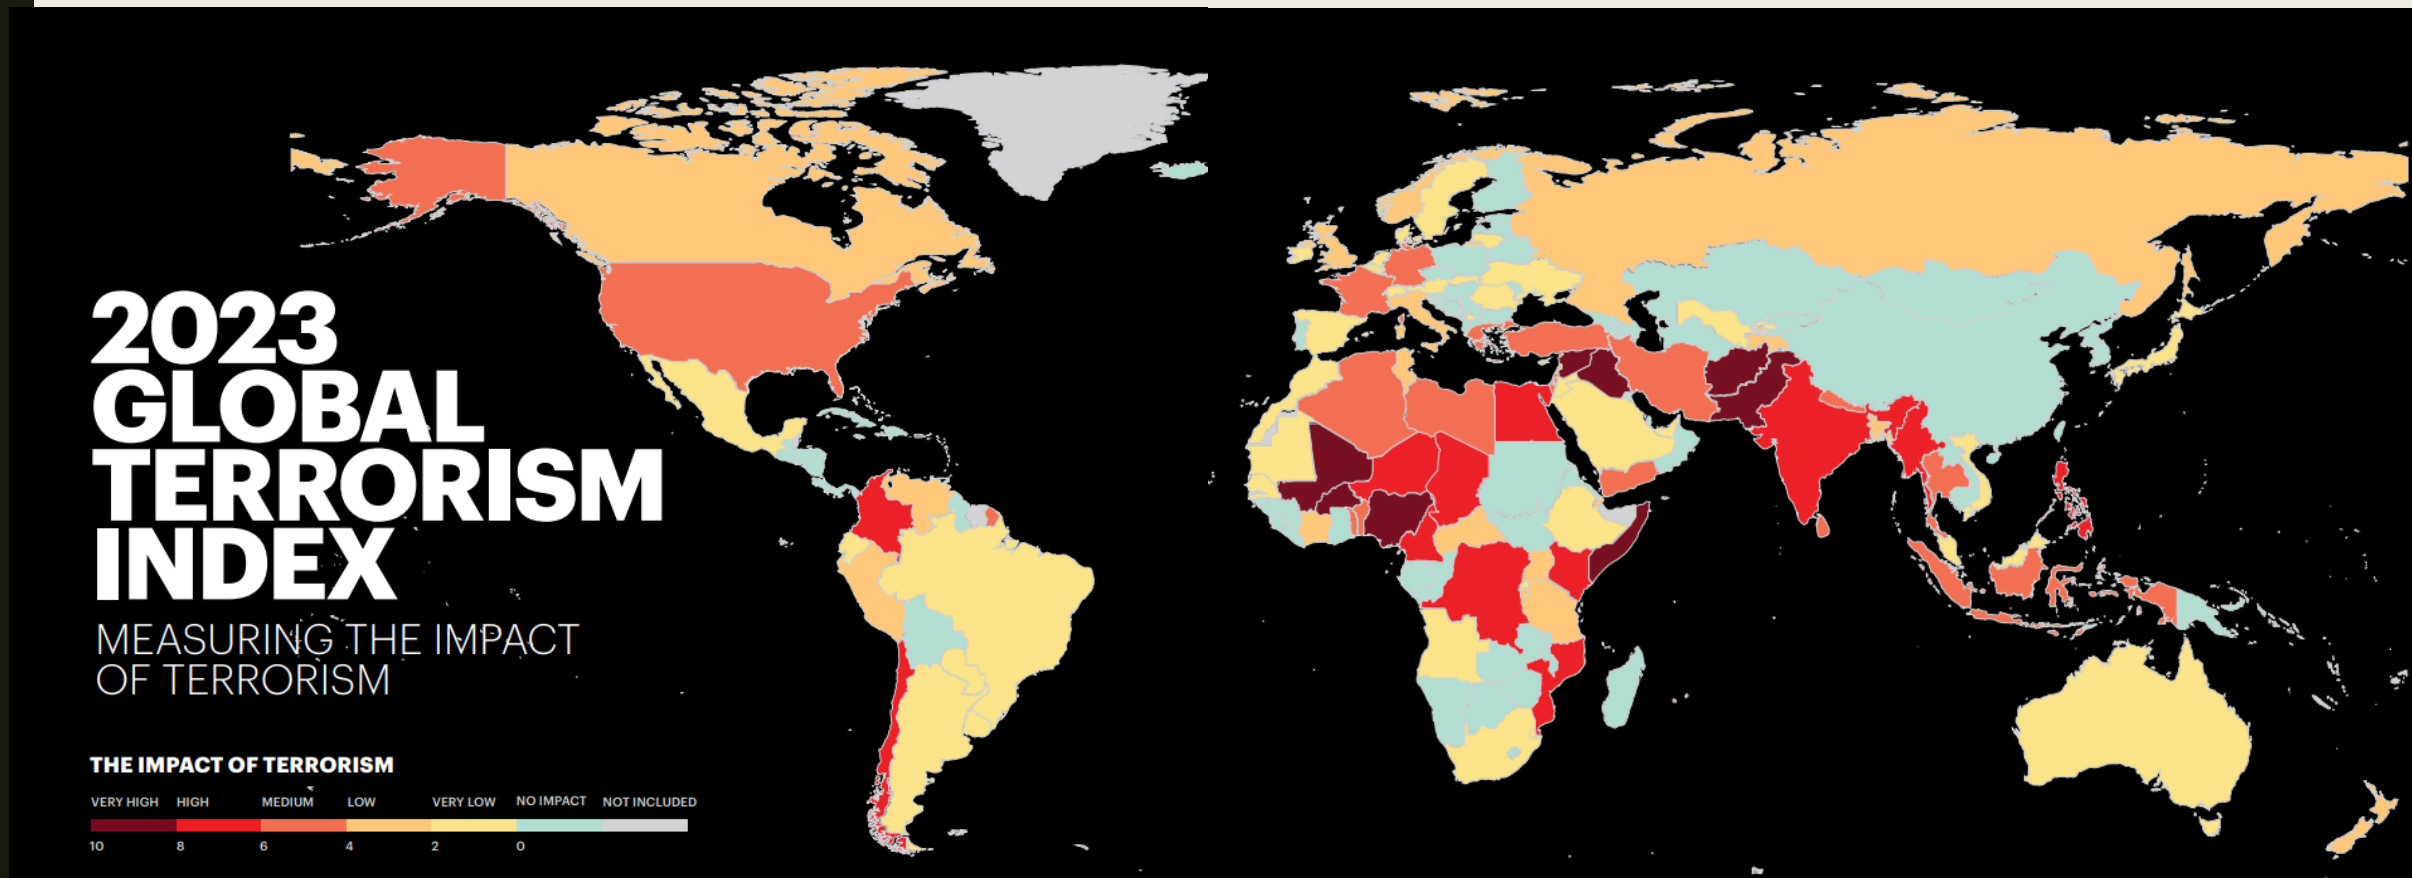 2023
GLOBAL
TERRORISM
INDEX
MEASURING THE IMPACT
OF TERRORISM
THE IMPACT OF TERRORISM
VERY HIGH HIGH MEDIUM LOW VERY LOW NO IMPACT NOT INCLUDED
10 8 6 4 2 0